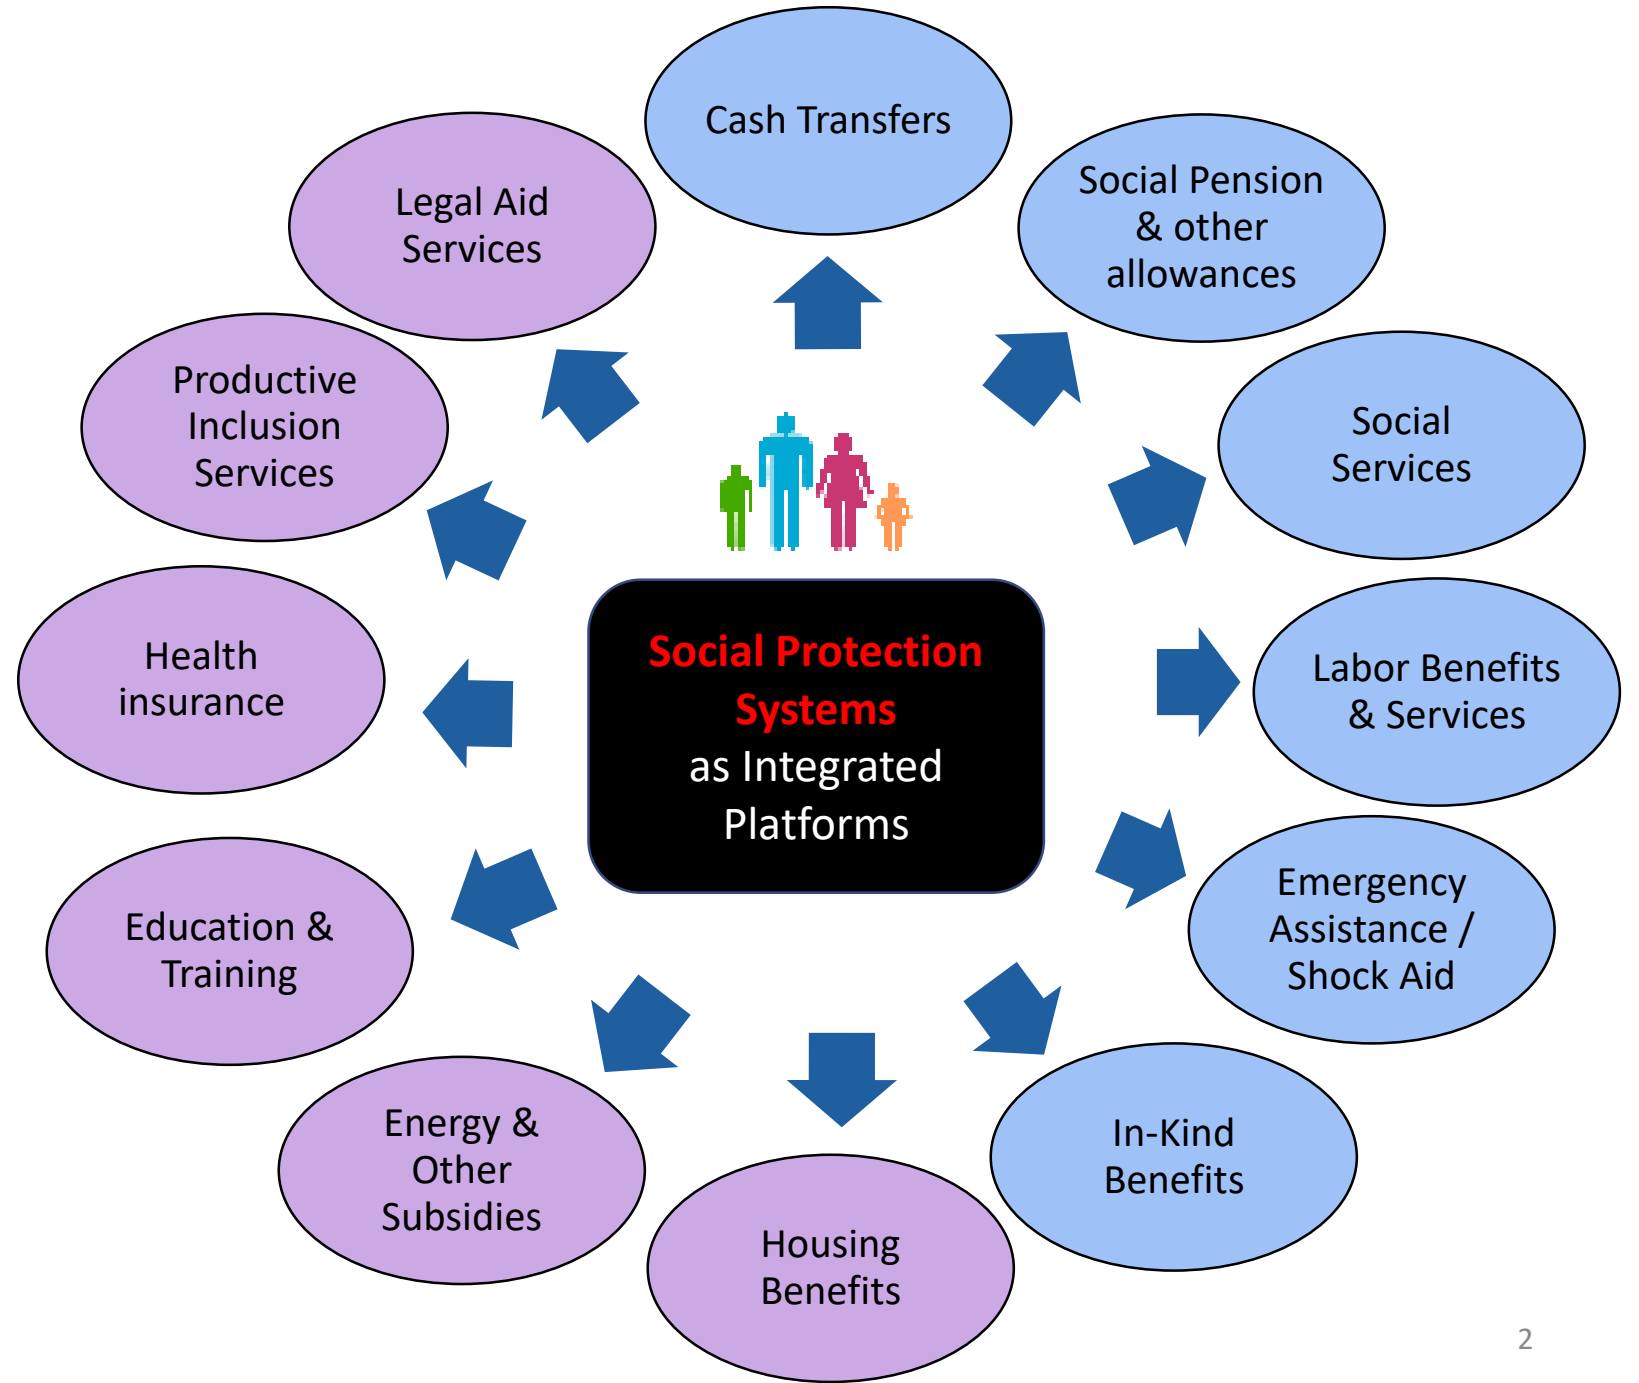 Cash Transfers
Social Pension
& other
allowances
Social
Services
Labor Benefits
& Services
Emergency
Assistance /
Shock Aid
In-Kind
Benefits
Housing
Benefits
Energy &
Other
Subsidies
Education &
Training
Health
insurance
Productive
Inclusion
Services
Legal Aid
Services
Social Protection
Systems
as Integrated
Platforms
2